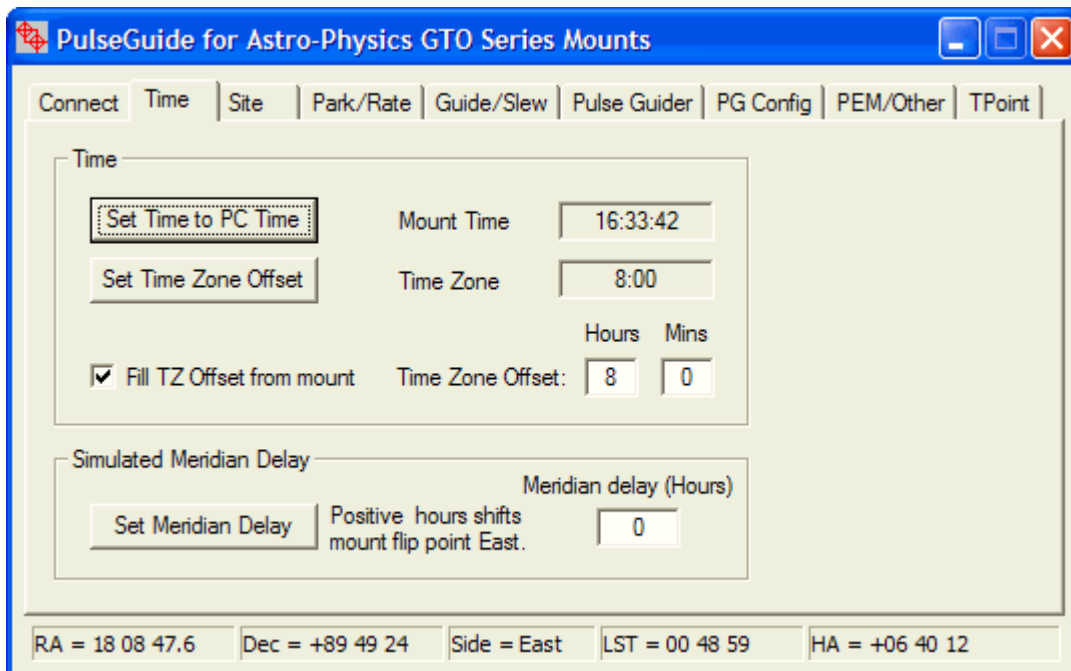 PulseGuide for Astro-Physics GTO Series Mounts
Connect Time Site Park/Rate Guide/Slew Pulse Guider PG Config PEM/Other TPoint
Time
Set Time to PC Time Mount Time 16:33:42
Set Time Zone Offset Time Zone 8:00
Hours Mins
Fill TZ Offset from mount Time Zone Offset: 8 0
Simulated Meridian Delay
Meridian delay (Hours)
Set Meridian Delay Positive hours shifts
mount flip point East. 0
RA = 18 08 47.6 Dec = +89 49 24 Side = East LST = 00 48 59 HA = +06 40 12